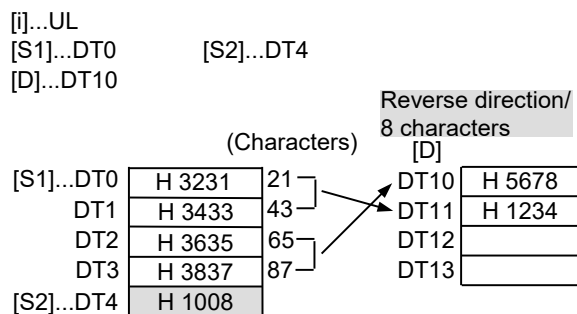 [i]...UL
[S1]...DT0 [S2]...DT4
[D]...DT10
Reverse direction/
8 characters
(Characters) [D]
[S1]...DT0 H 3231 21 DT10 H 5678
DT1 H 3433 43 DT11 H 1234
DT2 H 3635 65 DT12
DT3 H 3837 87 DT13
[S2]...DT4 H 1008